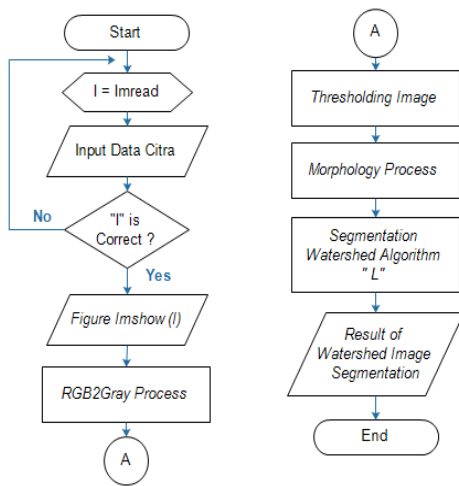 Start
I = Imread
Input Data Citra
"I" is
Correct ?
No
Yes
Figure Imshow (I)
RGB2Gray Process
A
A
Thresholding Image
Morphology Process
Segmentation
Watershed Algorithm
" L"
Result of
Watershed Image
Segmentation
End